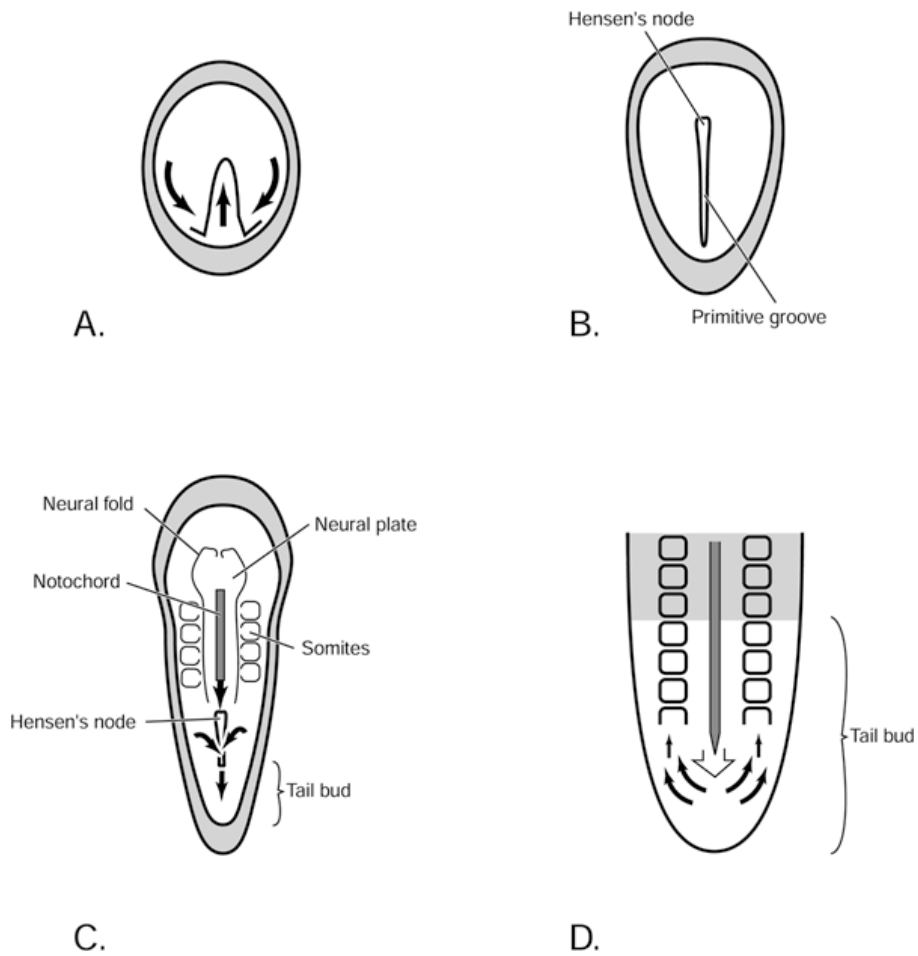 Hensen's node
A.
B.
Primitive groove
Neural fold
Neural plate
Notochord
Somites
Hensen's node
Tail bud
Tail bud
C.
D.